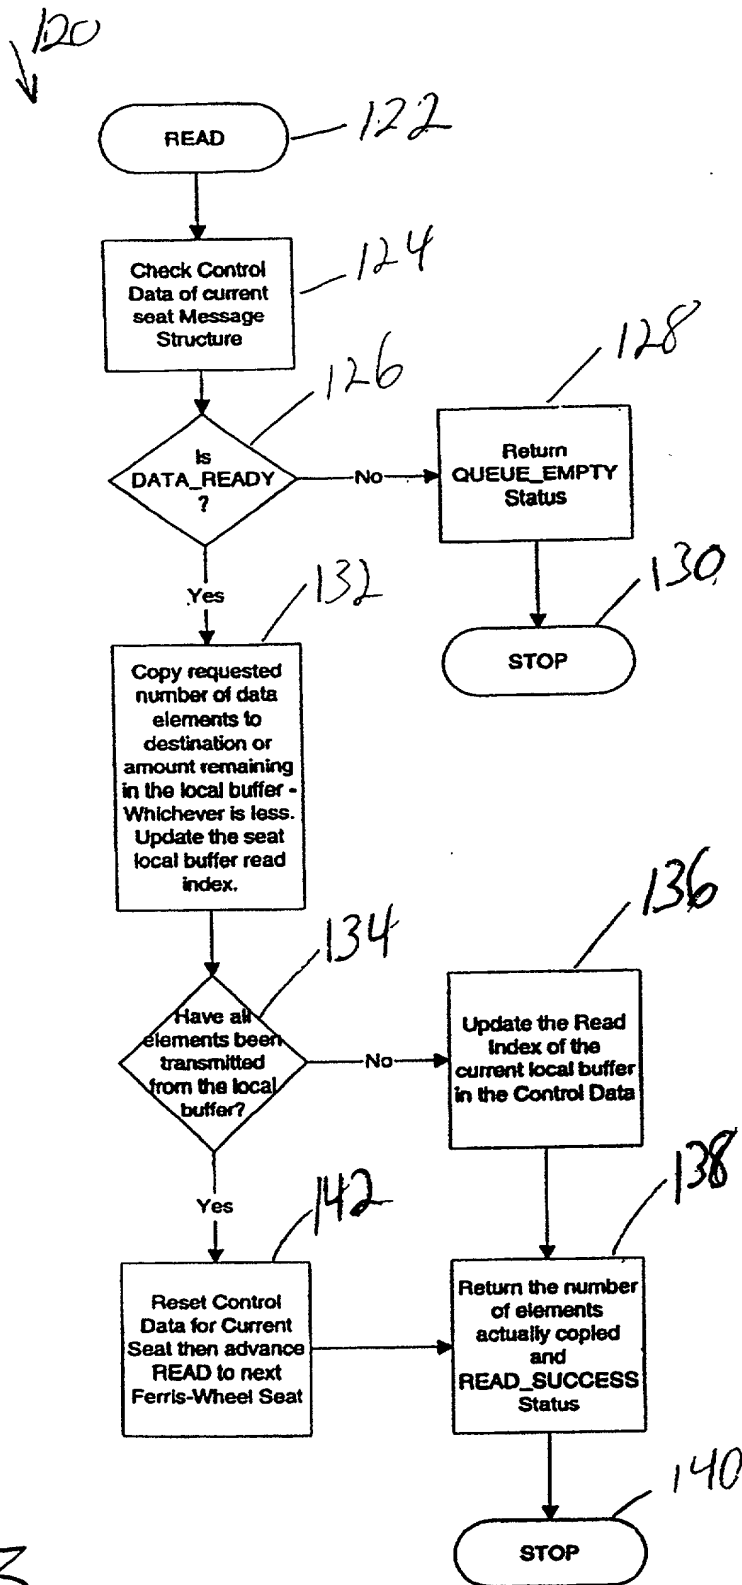 120
READ
122
Check Control
Data of current
seat Message
Structure
124
Is
DATA_READY
?
126
No
Return
QUEUE_EMPTY
Status
128
STOP
130
Yes
Copy requested
number of data
elements to
destination or
amount remaining
in the local buffer -
Whichever is less.
Update the seat
local buffer read
index.
132
Have all
elements been
transmitted
from the local
buffer?
134
No
Update the Read
Index of the
current local buffer
in the Control Data
136
Yes
Reset Control
Data for Current
Seat then advance
READ to next
Ferris-Wheel Seat
142
Return the number
of elements
actually copied
and
READ_SUCCESS
Status
138
STOP
140